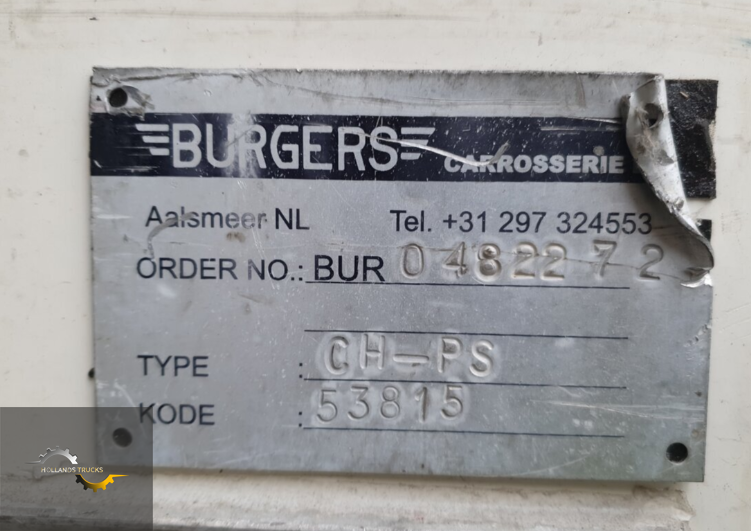 BURGERS CARROSSERIE
Aalsmeer NL Tel. +31 297 324553
ORDER NO.: BUR 0482272
TYPE : CH-PS
KODE : 53815
HOLLANDS TRUCKS